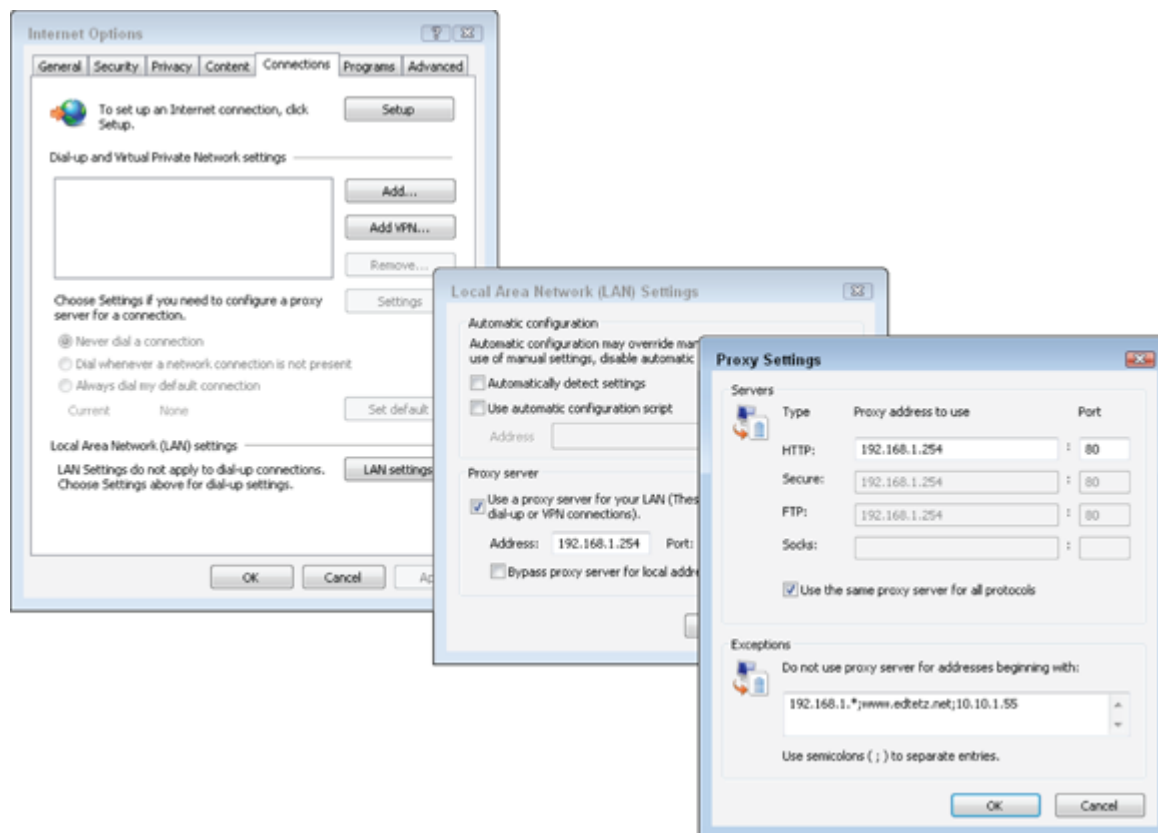 Internet Options
General Security Privacy Content Connections Programs Advanced
To set up an Internet connection, click
Setup.
Setup
Dial-up and Virtual Private Network settings
Add...
Add VPN...
Remove...
Choose Settings if you need to configure a proxy
server for a connection.
Settings
Never dial a connection
Dial whenever a network connection is not present
Always dial my default connection
Current None
Set default
Local Area Network (LAN) settings
LAN Settings do not apply to dial-up connections.
Choose Settings above for dial-up settings.
LAN settings
OK Cancel Ap
Local Area Network (LAN) Settings
Automatic configuration
Automatic configuration may override man
use of manual settings, disable automatic
Automatically detect settings
Use automatic configuration script
Address
Proxy server
Use a proxy server for your LAN (Thes
dial-up or VPN connections).
Address: 192.168.1.254 Port:
Bypass proxy server for local addre
Proxy Settings
Servers
Type Proxy address to use Port
HTTP: 192.168.1.254 : 80
Secure: 192.168.1.254 : 80
FTP: 192.168.1.254 : 80
Socks: :
Use the same proxy server for all protocols
Exceptions
Do not use proxy server for addresses beginning with:
192.168.1.*;www.edtetz.net;10.10.1.55
Use semicolons ( ; ) to separate entries.
OK Cancel